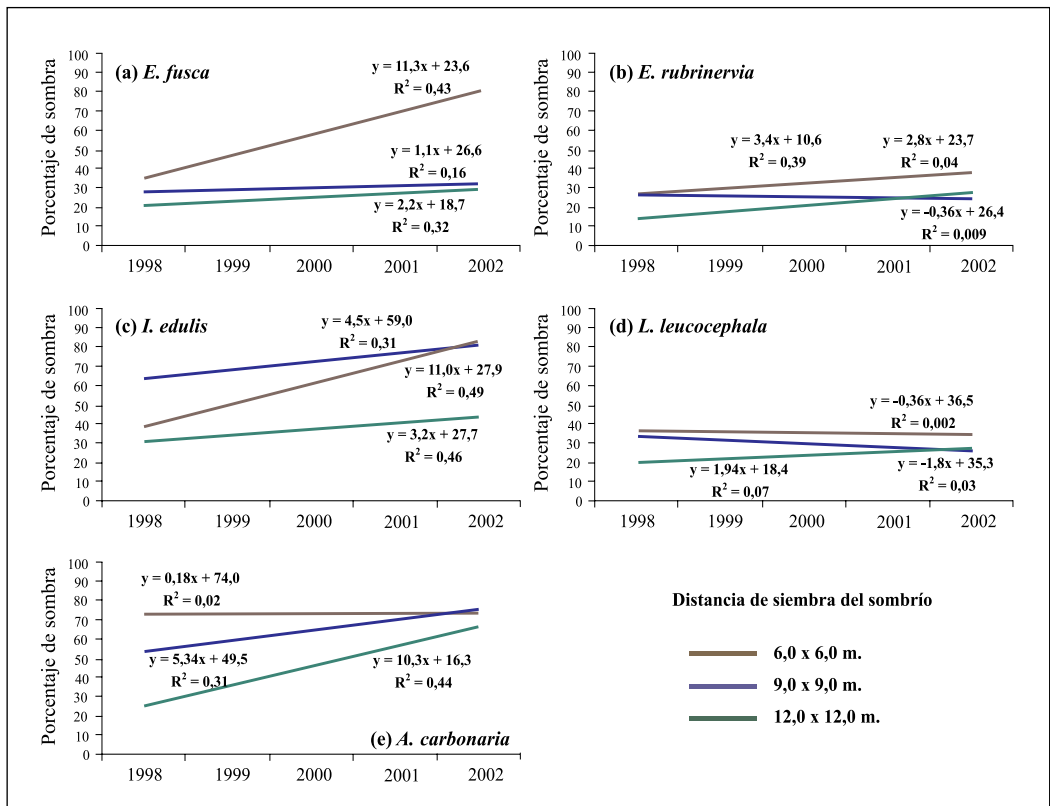 Porcentaje de sombra
100
90
80
70
60
50
40
30
20
10
0
(a) E. fusca
y = 11,3x + 23,6
R² = 0,43
y = 1,1x + 26,6
R² = 0,16
y = 2,2x + 18,7
R² = 0,32
1998 1999 2000 2001 2002
Porcentaje de sombra
100
90
80
70
60
50
40
30
20
10
0
(b) E. rubrinervia
y = 3,4x + 10,6
R² = 0,39
y = 2,8x + 23,7
R² = 0,04
y = -0,36x + 26,4
R² = 0,009
1998 1999 2000 2001 2002
Porcentaje de sombra
100
90
80
70
60
50
40
30
20
10
0
(c) I. edulis
y = 4,5x + 59,0
R² = 0,31
y = 11,0x + 27,9
R² = 0,49
y = 3,2x + 27,7
R² = 0,46
1998 1999 2000 2001 2002
Porcentaje de sombra
100
90
80
70
60
50
40
30
20
10
0
(d) L. leucocephala
y = -0,36x + 36,5
R² = 0,002
y = 1,94x + 18,4
R² = 0,07
y = -1,8x + 35,3
R² = 0,03
1998 1999 2000 2001 2002
Porcentaje de sombra
100
90
80
70
60
50
40
30
20
10
0
y = 0,18x + 74,0
R² = 0,02
y = 5,34x + 49,5
R² = 0,31
y = 10,3x + 16,3
R² = 0,44
(e) A. carbonaria
1998 1999 2000 2001 2002
Distancia de siembra del sombrío
6,0 x 6,0 m.
9,0 x 9,0 m.
12,0 x 12,0 m.